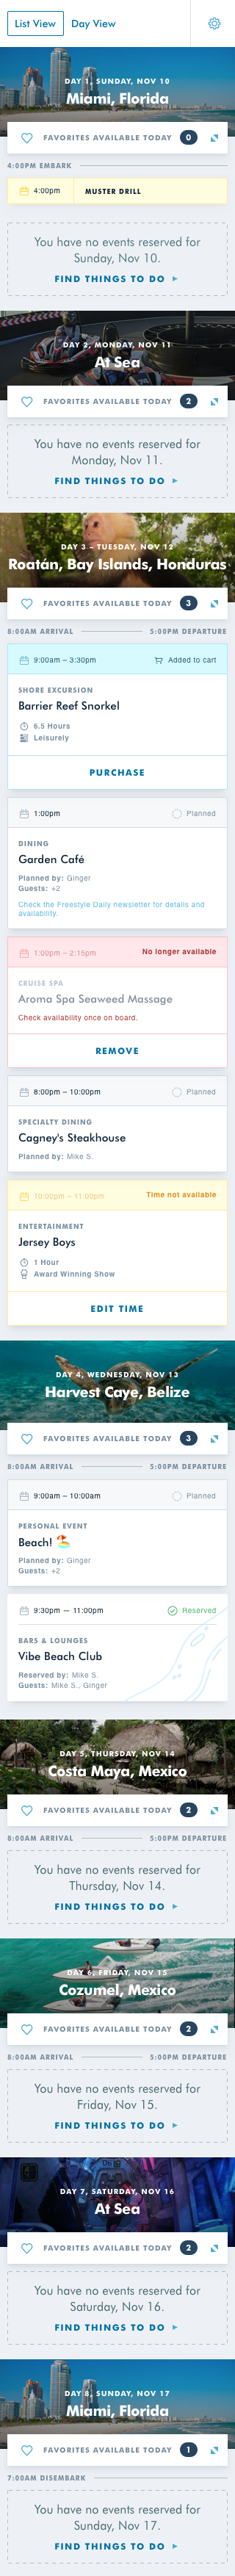 List View Day View
DAY 1, SUNDAY, NOV 10
Miami, Florida
FAVORITES AVAILABLE TODAY 0
4:00PM EMBARK
4:00pm MUSTER DRILL
You have no events reserved for
Sunday, Nov 10.
FIND THINGS TO DO
DAY 2, MONDAY, NOV 11
At Sea
FAVORITES AVAILABLE TODAY 2
You have no events reserved for
Monday, Nov 11.
FIND THINGS TO DO
DAY 3 – TUESDAY, NOV 12
Roatán, Bay Islands, Honduras
FAVORITES AVAILABLE TODAY 3
8:00AM ARRIVAL 5:00PM DEPARTURE
9:00am – 3:30pm Added to cart
SHORE EXCURSION
Barrier Reef Snorkel
6.5 Hours
Leisurely
PURCHASE
1:00pm Planned
DINING
Garden Café
Planned by: Ginger
Guests: +2
Check the Freestyle Daily newsletter for details and
availability.
1:00pm – 2:15pm No longer available
CRUISE SPA
Aroma Spa Seaweed Massage
Check availability once on board.
REMOVE
8:00pm – 10:00pm Planned
SPECIALTY DINING
Cagney's Steakhouse
Planned by: Mike S.
10:00pm – 11:00pm Time not available
ENTERTAINMENT
Jersey Boys
1 Hour
Award Winning Show
EDIT TIME
DAY 4, WEDNESDAY, NOV 13
Harvest Caye, Belize
FAVORITES AVAILABLE TODAY 3
8:00AM ARRIVAL 5:00PM DEPARTURE
9:00am – 10:00am Planned
PERSONAL EVENT
Beach! 🏖️
Planned by: Ginger
Guests: +2
9:30pm — 11:00pm Reserved
BARS & LOUNGES
Vibe Beach Club
Reserved by: Mike S.
Guests: Mike S., Ginger
DAY 5, THURSDAY, NOV 14
Costa Maya, Mexico
FAVORITES AVAILABLE TODAY 2
8:00AM ARRIVAL 5:00PM DEPARTURE
You have no events reserved for
Thursday, Nov 14.
FIND THINGS TO DO
DAY 6, FRIDAY, NOV 15
Cozumel, Mexico
FAVORITES AVAILABLE TODAY 2
8:00AM ARRIVAL 5:00PM DEPARTURE
You have no events reserved for
Friday, Nov 15.
FIND THINGS TO DO
DAY 7, SATURDAY, NOV 16
At Sea
FAVORITES AVAILABLE TODAY 2
You have no events reserved for
Saturday, Nov 16.
FIND THINGS TO DO
DAY 8, SUNDAY, NOV 17
Miami, Florida
FAVORITES AVAILABLE TODAY 1
7:00AM DISEMBARK
You have no events reserved for
Sunday, Nov 17.
FIND THINGS TO DO